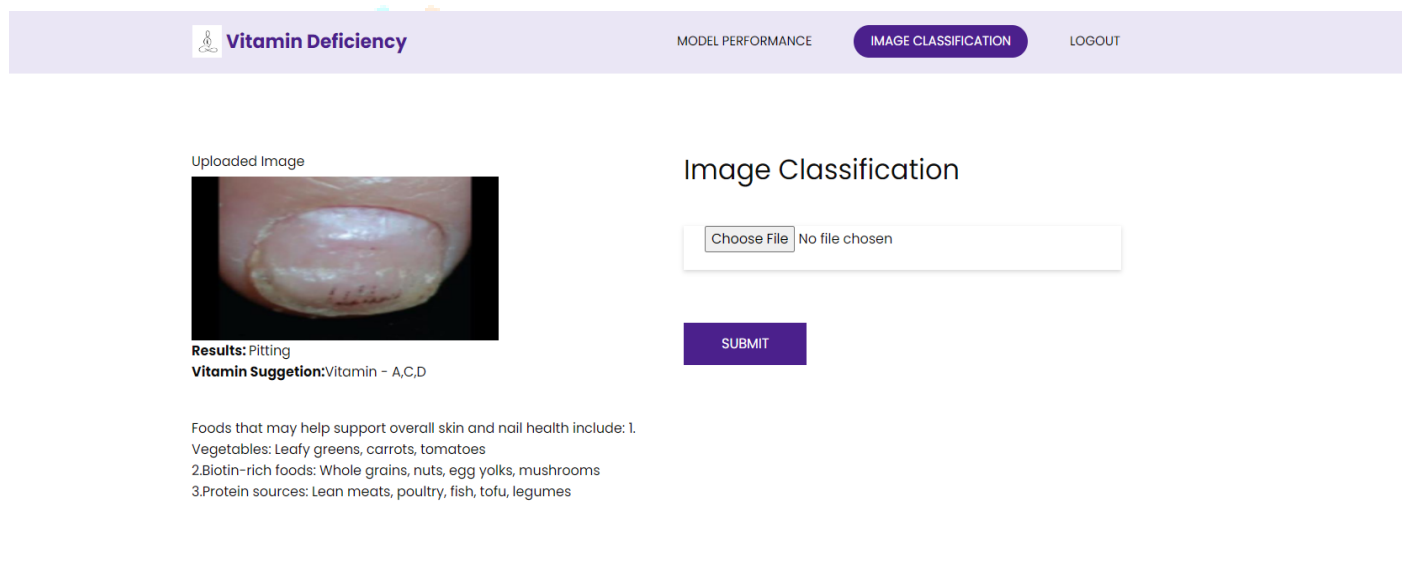 Vitamin Deficiency
MODEL PERFORMANCE
IMAGE CLASSIFICATION
LOGOUT
Uploaded Image
Results: Pitting
Vitamin Suggetion:Vitamin - A,C,D
Foods that may help support overall skin and nail health include: 1.
Vegetables: Leafy greens, carrots, tomatoes
2.Biotin-rich foods: Whole grains, nuts, egg yolks, mushrooms
3.Protein sources: Lean meats, poultry, fish, tofu, legumes
Image Classification
Choose File No file chosen
SUBMIT